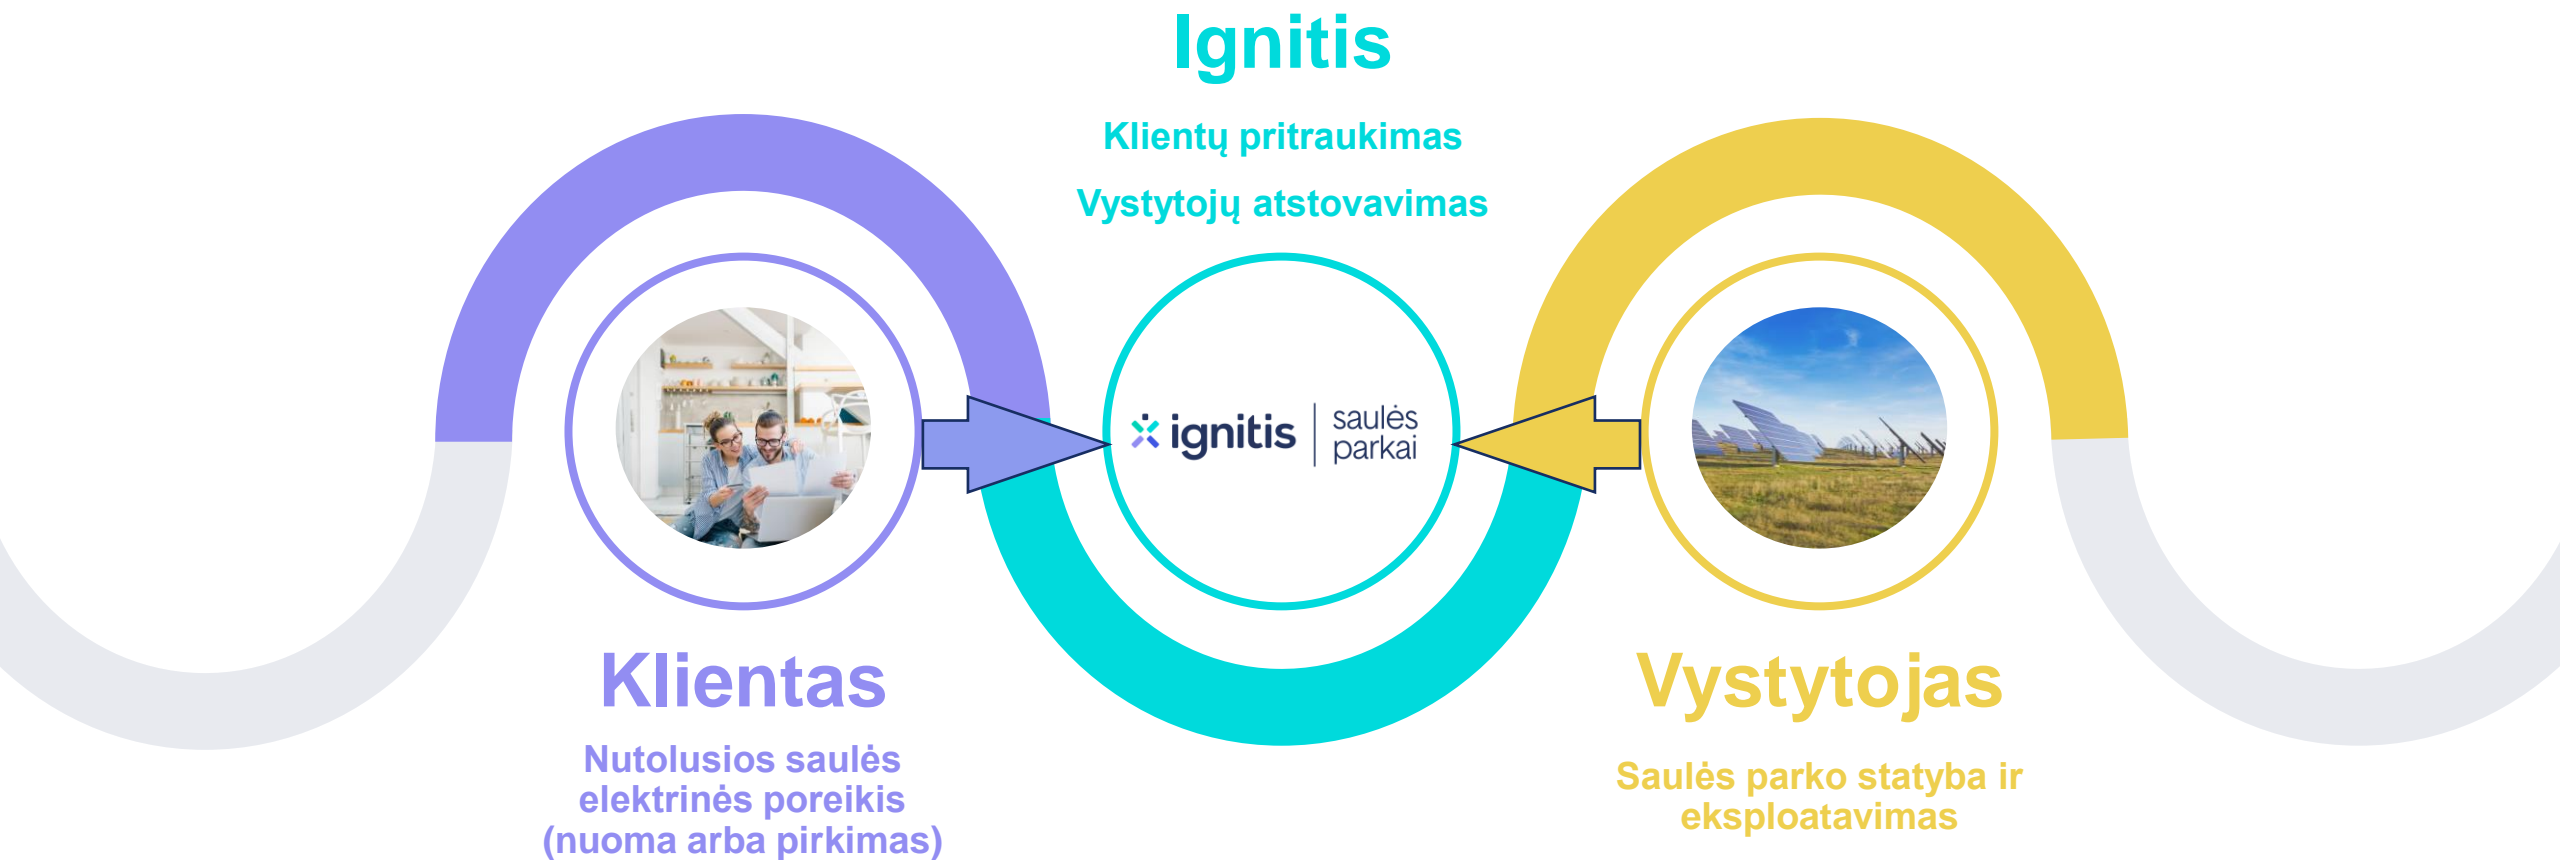 Ignitis
Klientų pritraukimas
Vystytojų atstovavimas
ignitis
saulės
parkai
Klientas
Nutolusios saulės
elektrinės poreikis
(nuoma arba pirkimas)
Vystytojas
Saulės parko statyba ir
eksploatavimas